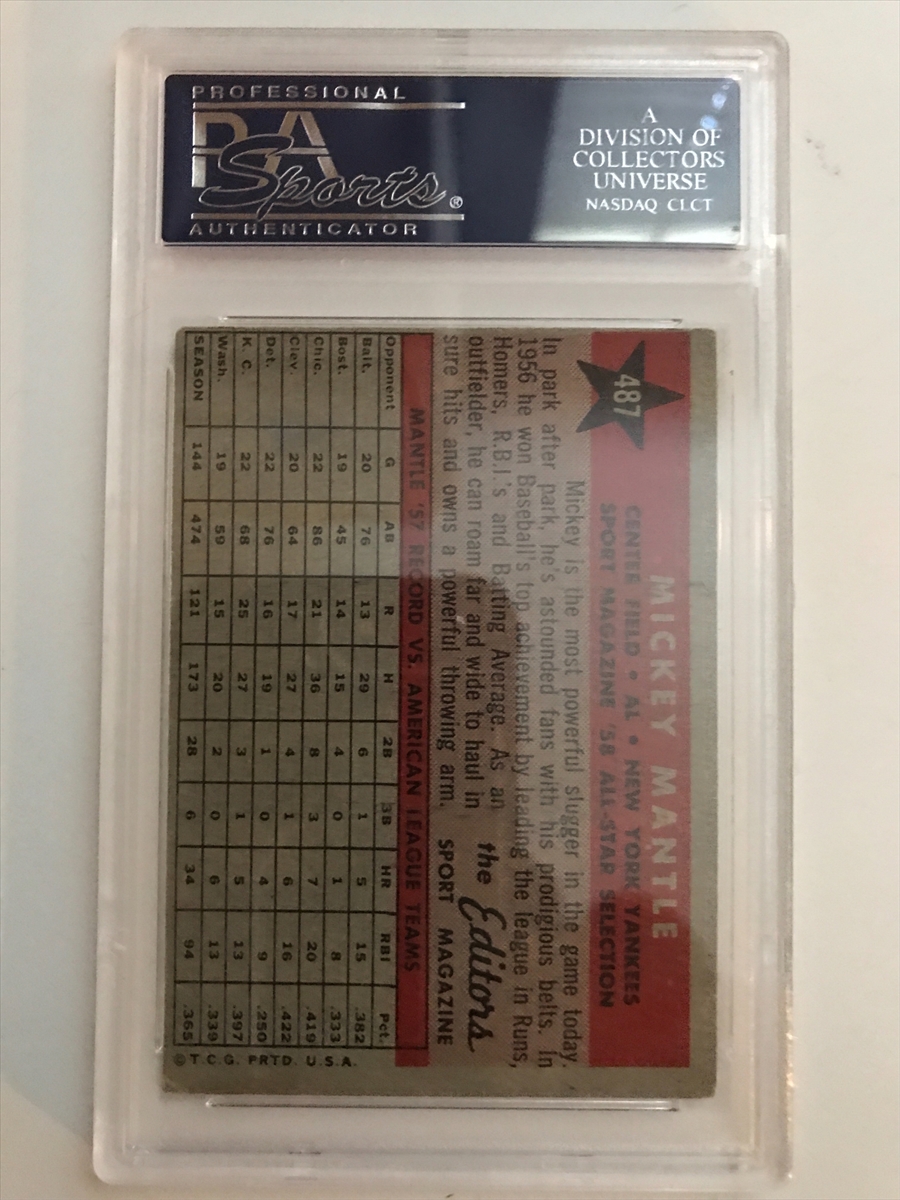 PROFESSIONAL
PSA
Sports®
AUTHENTICATOR
A
DIVISION OF
COLLECTORS
UNIVERSE
NASDAQ CLCT
487
MICKEY MANTLE
CENTER FIELD • AL • NEW YORK YANKEES
SPORT MAGAZINE '58 ALL-STAR SELECTION
Mickey is the most powerful slugger in the game today.
In park after park, he's astounded fans with his prodigious belts. In
1956 he won Baseball's top achievement by leading the league in Runs,
Homers, R.B.I.'s and Batting Average. As an
outfielder, he can roam far and wide to haul in
sure hits and owns a powerful throwing arm.
the Editors
SPORT MAGAZINE
MANTLE '57 RECORD VS. AMERICAN LEAGUE TEAMS
Opponent G AB R H 2B 3B HR RBI Pct.
Balt. 20 76 13 29 6 1 5 15 .382
Bost. 19 45 14 15 4 0 1 8 .333
Chic. 22 86 21 36 8 3 7 20 .419
Clev. 20 64 17 27 4 1 6 16 .422
Det. 22 76 16 19 1 0 4 9 .250
K. C. 22 68 25 27 3 1 5 13 .397
Wash. 19 59 15 20 2 0 6 13 .339
SEASON 144 474 121 173 28 6 34 94 .365
© T.C.G. PRTD. U.S.A.